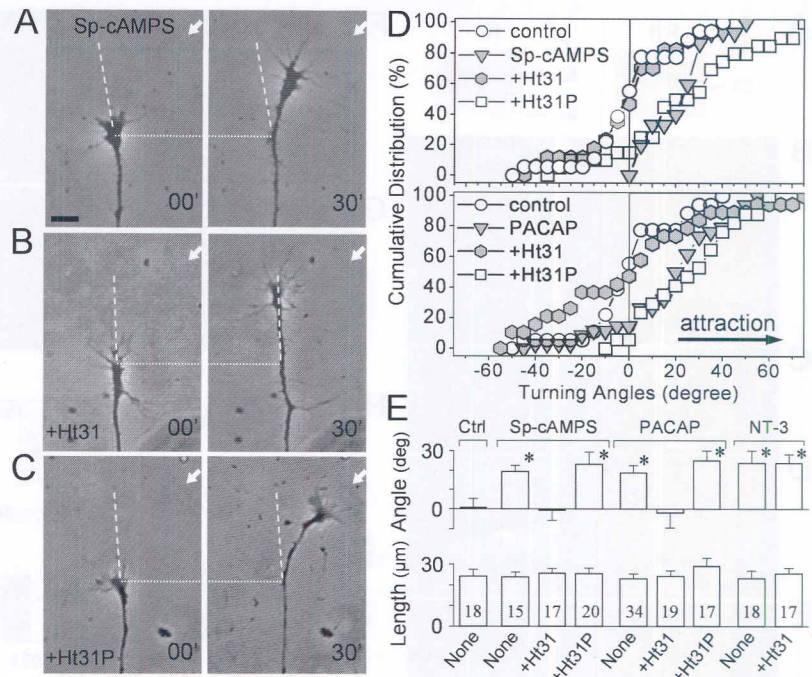 A
Sp-cAMPS
00'
30'
B
+Ht31
00'
30'
C
+Ht31P
00'
30'
D
Cumulative Distribution (%)
100
80
60
40
20
0
control
Sp-cAMPS
+Ht31
+Ht31P
100
80
60
40
20
0
control
PACAP
+Ht31
+Ht31P
attraction
-60 -40 -20 0 20 40 60
Turning Angles (degree)
E
Ctrl Sp-cAMPS PACAP NT-3
Angle (deg)
30
0
* * * * * *
Length (µm)
30
0
18 15 17 20 34 19 17 18 17
None None +Ht31 +Ht31P None +Ht31 +Ht31P None +Ht31